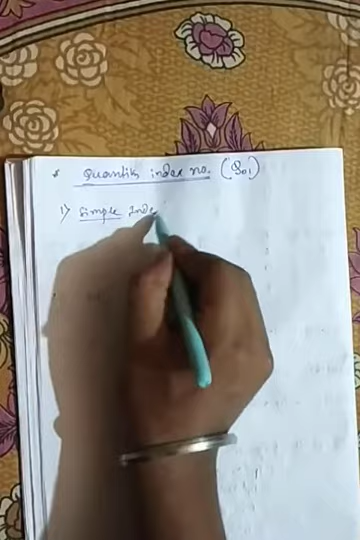 * Quantity index no. (Q01)
1) Simple Inde